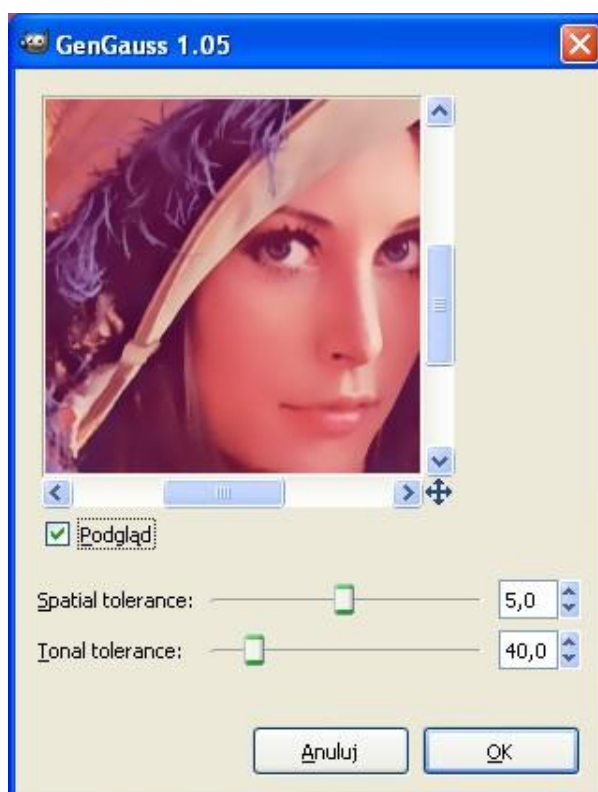 GenGauss 1.05
Podgląd
Spatial tolerance: 5,0
Tonal tolerance: 40,0
Anuluj OK